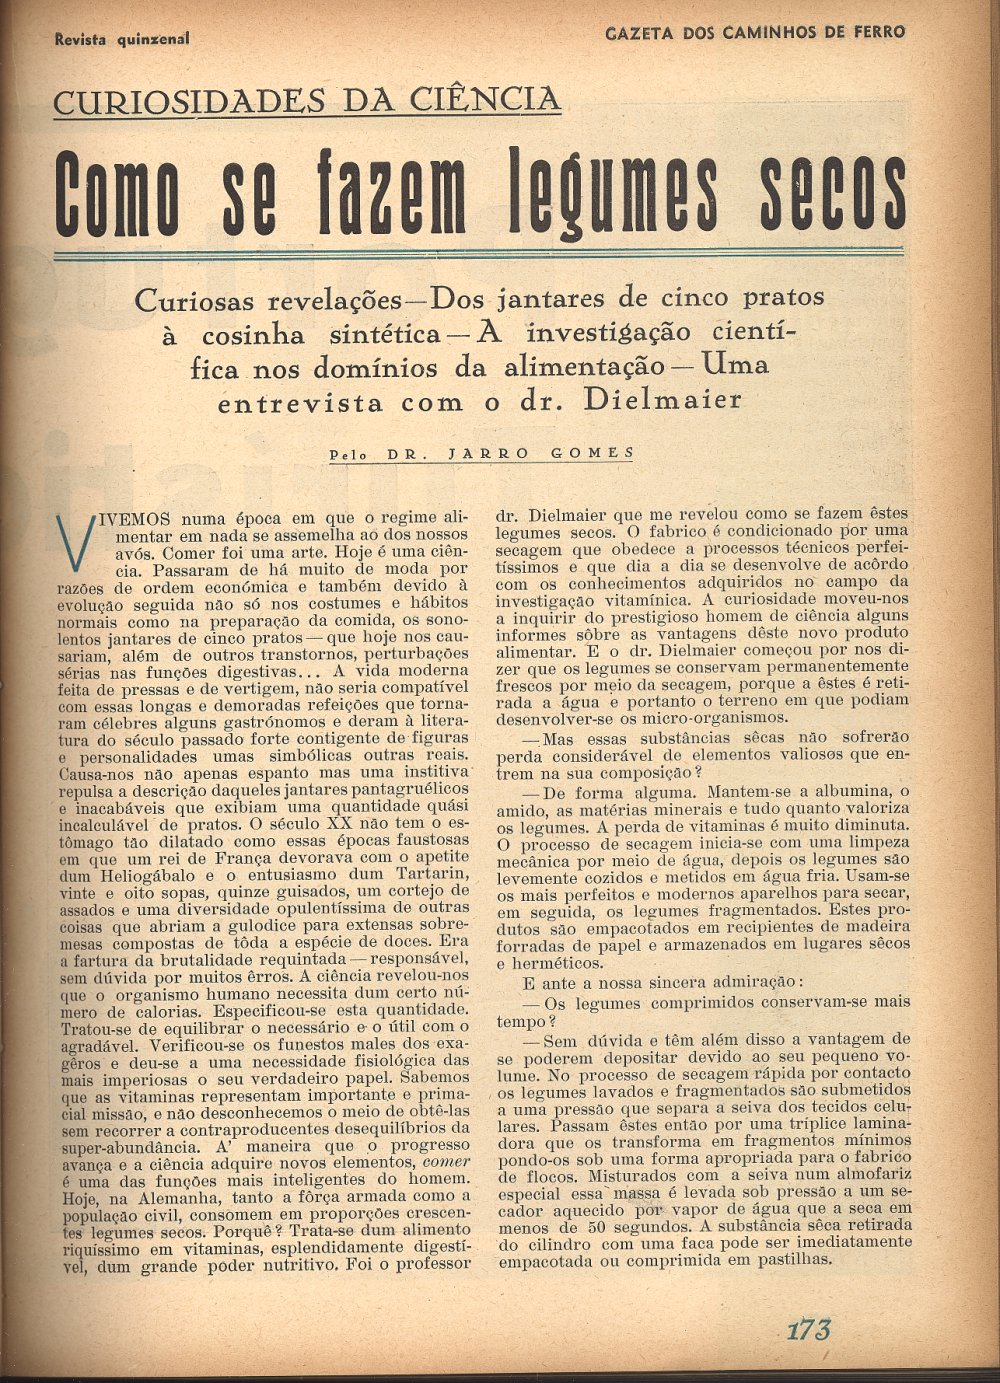 Revista quinzenal
GAZETA DOS CAMINHOS DE FERRO
CURIOSIDADES DA CIÊNCIA
Como se fazem legumes secos
Curiosas revelações—Dos jantares de cinco pratos
à cosinha sintética—A investigação cientí-
fica nos domínios da alimentação—Uma
entrevista com o dr. Dielmaier
Pelo DR. JARRO GOMES
VIVEMOS numa época em que o regime ali-
mentar em nada se assemelha ao dos nossos
avós. Comer foi uma arte. Hoje é uma ciên-
cia. Passaram de há muito de moda por
razões de ordem económica e também devido à
evolução seguida não só nos costumes e hábitos
normais como na preparação da comida, os sono-
lentos jantares de cinco pratos—que hoje nos cau-
sariam, além de outros transtornos, perturbações
sérias nas funções digestivas... A vida moderna
feita de pressas e de vertigem, não seria compatível
com essas longas e demoradas refeições que torna-
ram célebres alguns gastrónomos e deram à litera-
tura do século passado forte contigente de figuras
e personalidades umas simbólicas outras reais.
Causa-nos não apenas espanto mas uma institiva
repulsa a descrição daqueles jantares pantagruélicos
e inacabáveis que exibiam uma quantidade quási
incalculável de pratos. O século XX não tem o es-
tômago tão dilatado como essas épocas faustosas
em que um rei de França devorava com o apetite
dum Heliogábalo e o entusiasmo dum Tartarin,
vinte e oito sopas, quinze guisados, um cortejo de
assados e uma diversidade opulentíssima de outras
coisas que abriam a gulodice para extensas sobre-
mesas compostas de tôda a espécie de doces. Era
a fartura da brutalidade requintada—responsável,
sem dúvida por muitos êrros. A ciência revelou-nos
que o organismo humano necessita dum certo nú-
mero de calorias. Especificou-se esta quantidade.
Tratou-se de equilibrar o necessário e o útil com o
agradável. Verificou-se os funestos males dos exa-
gêros e deu-se a uma necessidade fisiológica das
mais imperiosas o seu verdadeiro papel. Sabemos
que as vitaminas representam importante e prima-
cial missão, e não desconhecemos o meio de obtê-las
sem recorrer a contraproducentes desequilíbrios da
super-abundância. A' maneira que o progresso
avança e a ciência adquire novos elementos, comer
é uma das funções mais inteligentes do homem.
Hoje, na Alemanha, tanto a fôrça armada como a
população civil, consomem em proporções crescen-
tes legumes secos. Porquê? Trata-se dum alimento
riquíssimo em vitaminas, esplendidamente digestí-
vel, dum grande poder nutritivo. Foi o professor
dr. Dielmaier que me revelou como se fazem êstes
legumes secos. O fabrico é condicionado por uma
secagem que obedece a processos técnicos perfei-
tíssimos e que dia a dia se desenvolve de acôrdo
com os conhecimentos adquiridos no campo da
investigação vitamínica. A curiosidade moveu-nos
a inquirir do prestigioso homem de ciência alguns
informes sôbre as vantagens dêste novo produto
alimentar. E o dr. Dielmaier começou por nos di-
zer que os legumes se conservam permanentemente
frescos por meio da secagem, porque a êstes é reti-
rada a água e portanto o terreno em que podiam
desenvolver-se os micro-organismos.
—Mas essas substâncias sêcas não sofrerão
perda considerável de elementos valiosos que en-
trem na sua composição?
—De forma alguma. Mantem-se a albumina, o
amido, as matérias minerais e tudo quanto valoriza
os legumes. A perda de vitaminas é muito diminuta.
O processo de secagem inicia-se com uma limpeza
mecânica por meio de água, depois os legumes são
levemente cozidos e metidos em água fria. Usam-se
os mais perfeitos e modernos aparelhos para secar,
em seguida, os legumes fragmentados. Estes pro-
dutos são empacotados em recipientes de madeira
forradas de papel e armazenados em lugares sêcos
e herméticos.
E ante a nossa sincera admiração:
—Os legumes comprimidos conservam-se mais
tempo?
—Sem dúvida e têm além disso a vantagem de
se poderem depositar devido ao seu pequeno vo-
lume. No processo de secagem rápida por contacto
os legumes lavados e fragmentados são submetidos
a uma pressão que separa a seiva dos tecidos celu-
lares. Passam êstes então por uma tríplice lamina-
dora que os transforma em fragmentos mínimos
pondo-os sob uma forma apropriada para o fabrico
de flocos. Misturados com a seiva num almofariz
especial essa massa é levada sob pressão a um se-
cador aquecido por vapor de água que a seca em
menos de 50 segundos. A substância sêca retirada
do cilindro com uma faca pode ser imediatamente
empacotada ou comprimida em pastilhas.
173